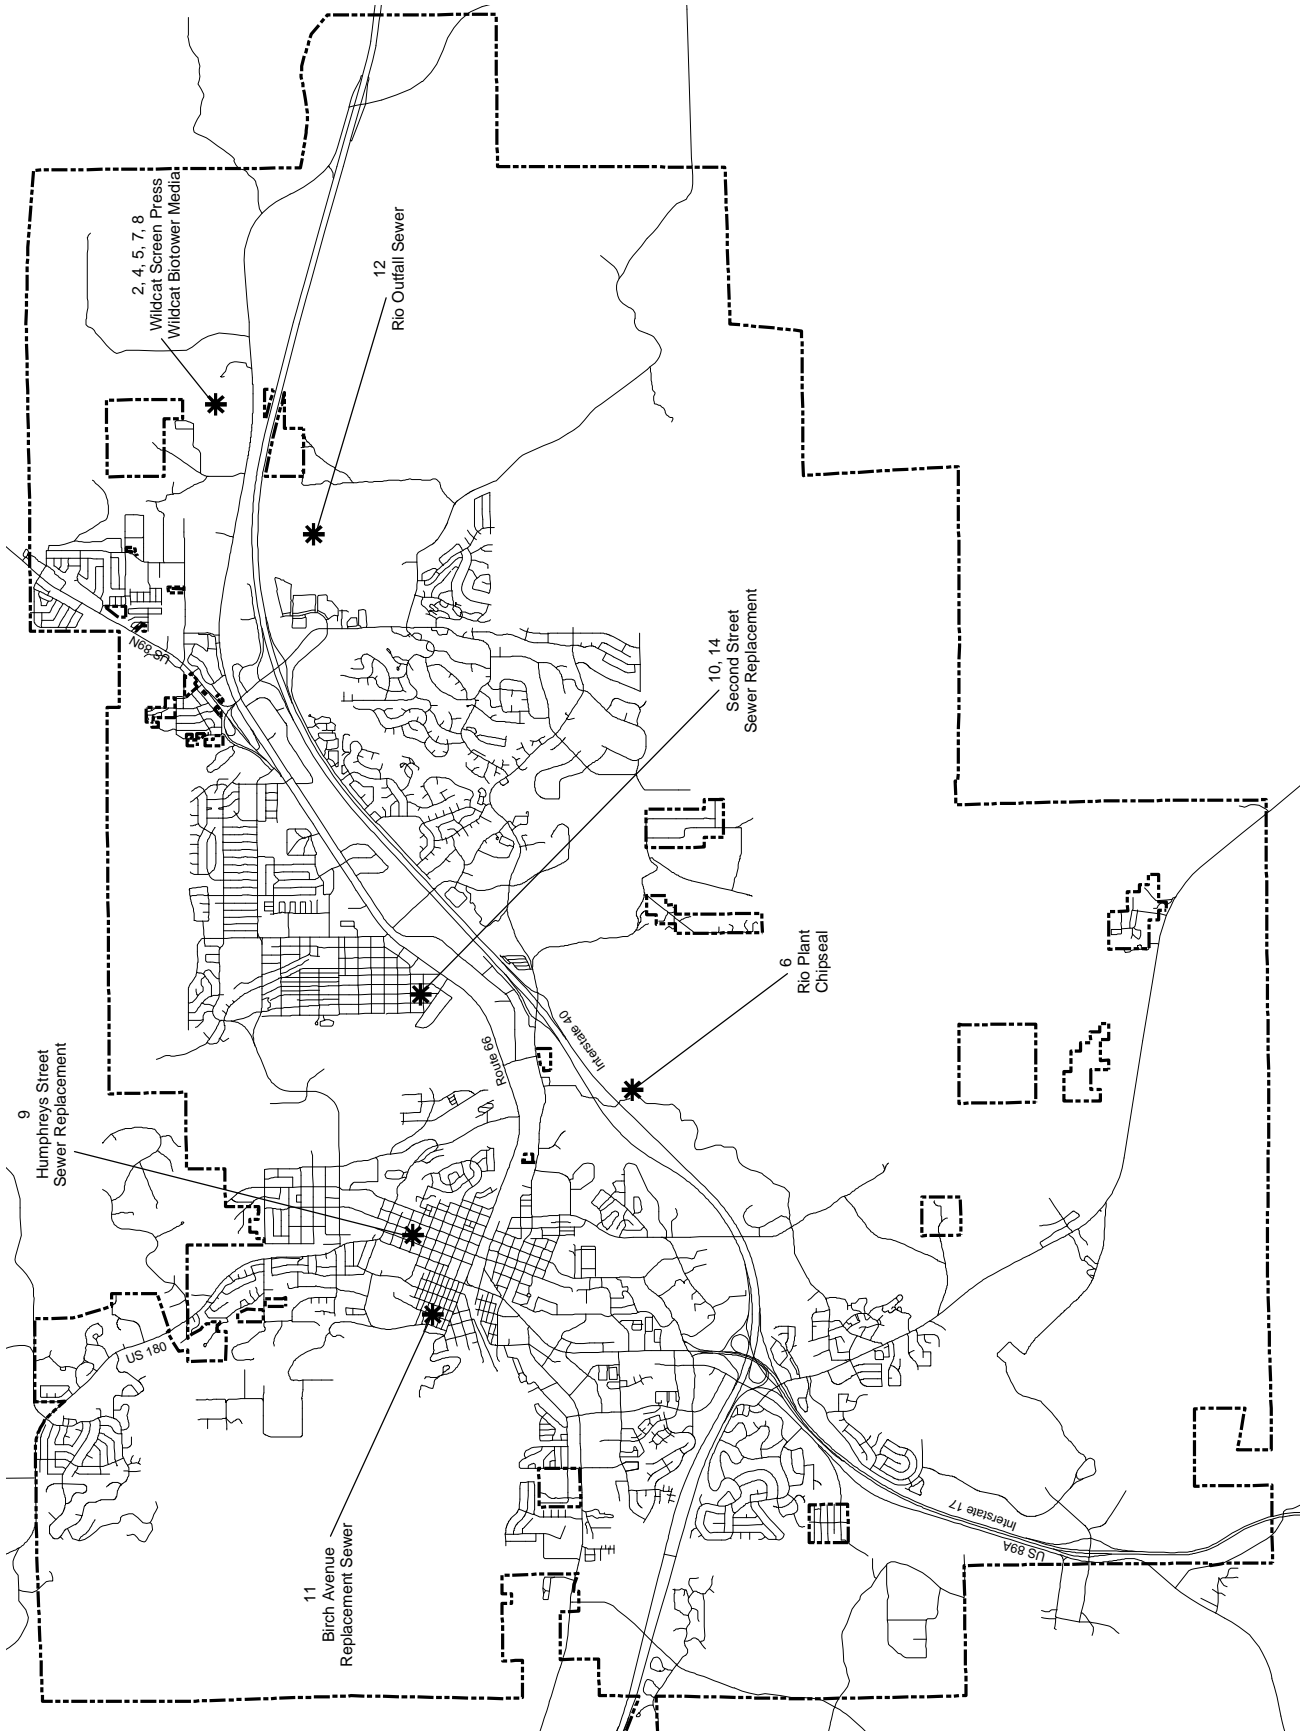 2, 4, 5, 7, 8
Wildcat Screen Press
Wildcat Biotower Media
12
Rio Outfall Sewer
US 89N
10, 14
Second Street
Sewer Replacement
6
Rio Plant
Chipseal
Interstate 40
Route 66
9
Humphreys Street
Sewer Replacement
US 180
11
Birch Avenue
Replacement Sewer
Interstate 17
US 89A